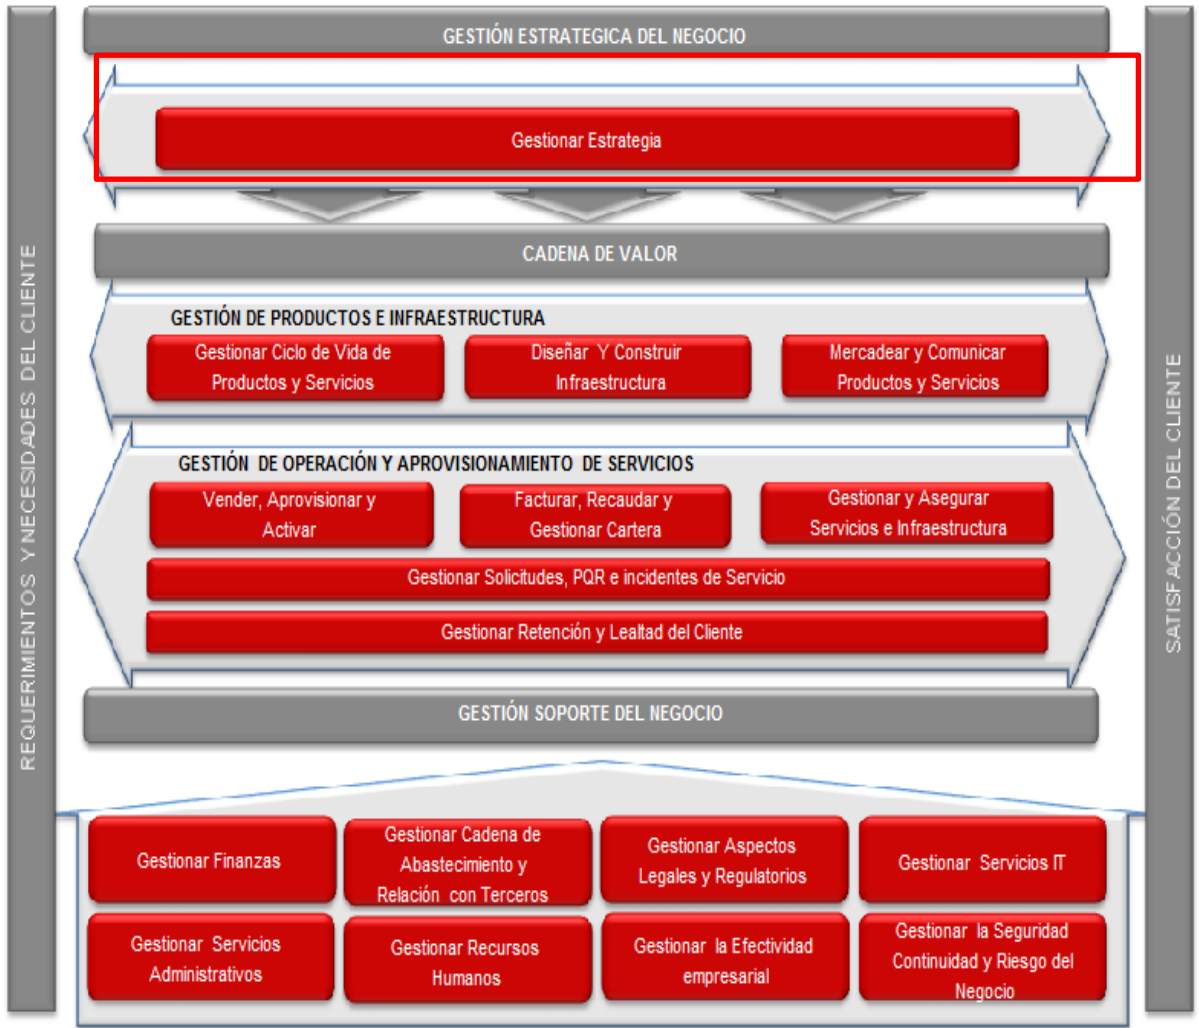 GESTIÓN ESTRATEGICA DEL NEGOCIO
Gestionar Estrategia
CADENA DE VALOR
GESTIÓN DE PRODUCTOS E INFRAESTRUCTURA
Gestionar Ciclo de Vida de
Productos y Servicios
Diseñar Y Construir
Infraestructura
Mercadear y Comunicar
Productos y Servicios
GESTIÓN DE OPERACIÓN Y APROVISIONAMIENTO DE SERVICIOS
Vender, Aprovisionar y
Activar
Facturar, Recaudar y
Gestionar Cartera
Gestionar y Asegurar
Servicios e Infraestructura
Gestionar Solicitudes, PQR e incidentes de Servicio
Gestionar Retención y Lealtad del Cliente
GESTIÓN SOPORTE DEL NEGOCIO
Gestionar Finanzas
Gestionar Cadena de
Abastecimiento y
Relación con Terceros
Gestionar Aspectos
Legales y Regulatorios
Gestionar Servicios IT
Gestionar Servicios
Administrativos
Gestionar Recursos
Humanos
Gestionar la Efectividad
empresarial
Gestionar la Seguridad
Continuidad y Riesgo del
Negocio
REQUERIMIENTOS Y NECESIDADES DEL CLIENTE
SATISFACCIÓN DEL CLIENTE